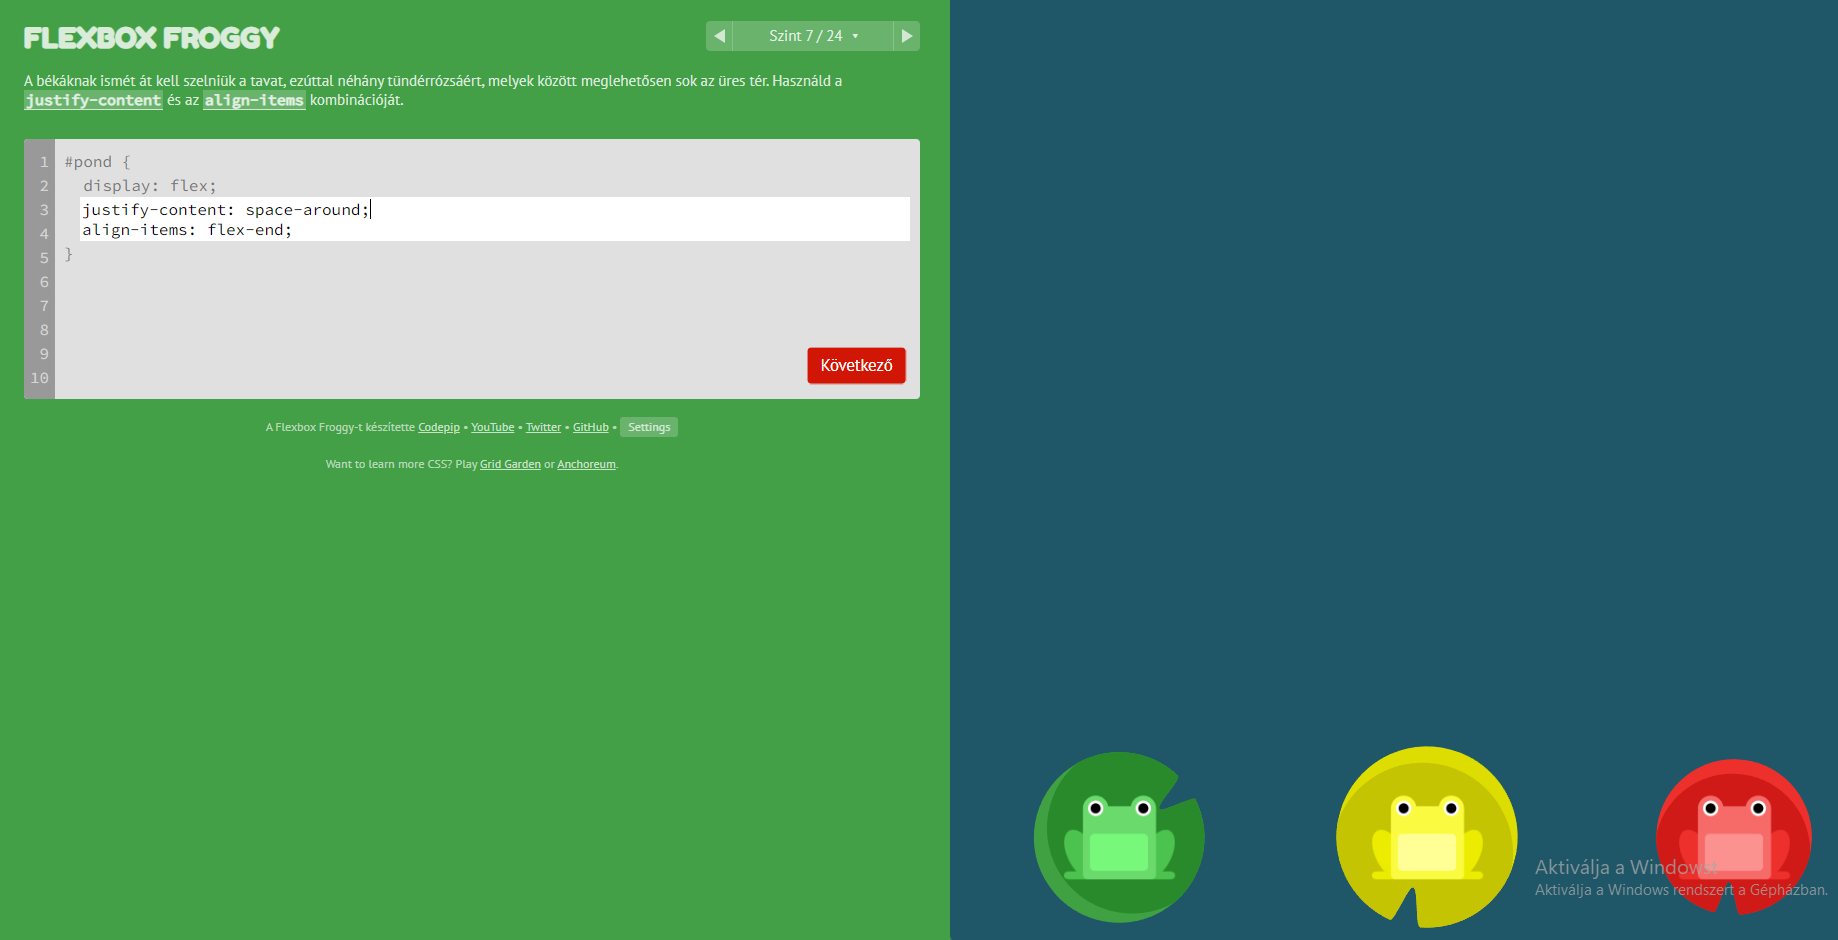 FLEXBOX FROGGY
Szint 7 / 24
A békáknak ismét át kell szelniük a tavat, ezúttal néhány tündérrózsáért, melyek között meglehetősen sok az üres tér. Használd a
justify-content és az align-items kombinációját.
1 #pond {
2 display: flex;
3 justify-content: space-around;
4 align-items: flex-end;
5 }
6
7
8
9
10
Következő
A Flexbox Froggy-t készítette Codepip • YouTube • Twitter • GitHub • Settings
Want to learn more CSS? Play Grid Garden or Anchoreum.
Aktiválja a Windowst
Aktiválja a Windows rendszert a Gépházban.